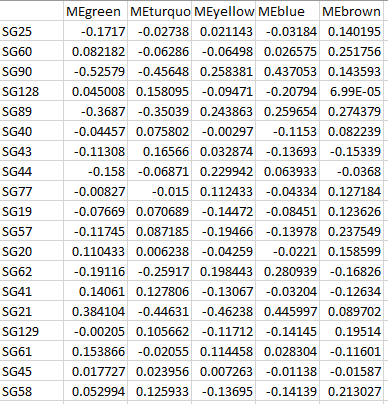 MEgreen MEturquo MEyellow MEblue MEbrown
SG25 -0.1717 -0.02738 0.021143 -0.03184 0.140195
SG60 0.082182 -0.06286 -0.06498 0.026575 0.251756
SG90 -0.52579 -0.45648 0.258381 0.437053 0.143593
SG128 0.045008 0.158095 -0.09471 -0.20794 6.99E-05
SG89 -0.3687 -0.35039 0.243863 0.259654 0.274379
SG40 -0.04457 0.075802 -0.00297 -0.1153 0.082239
SG43 -0.11308 0.16566 0.032874 -0.13693 -0.15339
SG44 -0.158 -0.06871 0.229942 0.063933 -0.0368
SG77 -0.00827 -0.015 0.112433 -0.04334 0.127184
SG19 -0.07669 0.070689 -0.14472 -0.08451 0.123626
SG57 -0.11745 0.087185 -0.19466 -0.13978 0.237549
SG20 0.110433 0.006238 -0.04259 -0.0221 0.158599
SG62 -0.19116 -0.25917 0.198443 0.280939 -0.16826
SG41 0.14061 0.127806 -0.13067 -0.03204 -0.12634
SG21 0.384104 -0.44631 -0.46238 0.445997 0.089702
SG129 -0.00205 0.105662 -0.11712 -0.14145 0.19514
SG61 0.153866 -0.02055 0.114458 0.028304 -0.11601
SG45 0.017727 0.023956 0.007263 -0.01138 -0.01587
SG58 0.052994 0.125933 -0.13695 -0.14139 0.213027